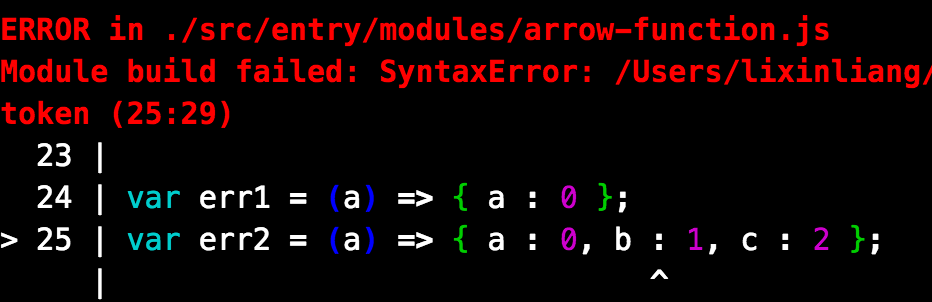 ERROR in ./src/entry/modules/arrow-function.js
Module build failed: SyntaxError: /Users/lixinliang/
token (25:29)
  23 |
  24 | var err1 = (a) => { a : 0 };
> 25 | var err2 = (a) => { a : 0, b : 1, c : 2 };
     |                              ^